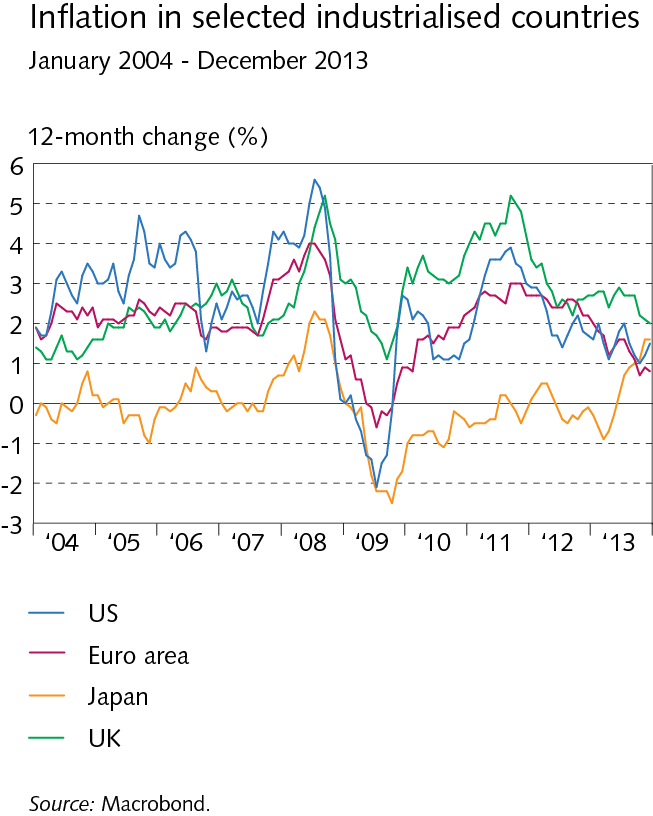 Inflation in selected industrialised countries
January 2004 - December 2013
12-month change (%)
6
5
4
3
2
1
0
-1
-2
-3
‘04 ‘05 ‘06 ‘07 ‘08 ‘09 ‘10 ‘11 ‘12 ‘13
US
Euro area
Japan
UK
Source: Macrobond.